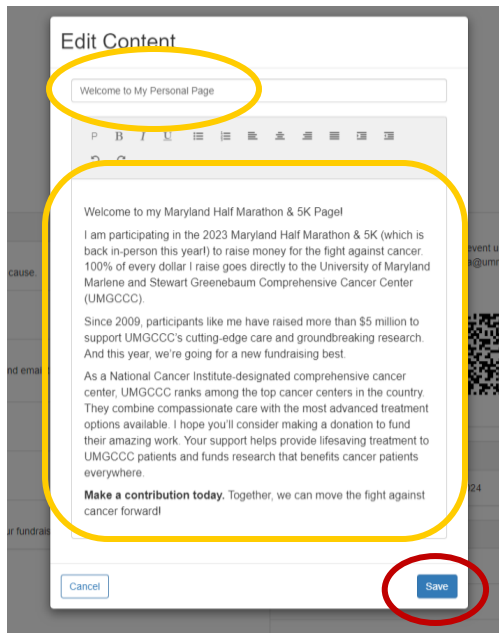 Edit Content
Welcome to My Personal Page
P B I U
Welcome to my Maryland Half Marathon & 5K Page!
I am participating in the 2023 Maryland Half Marathon & 5K (which is
back in-person this year!) to raise money for the fight against cancer.
100% of every dollar I raise goes directly to the University of Maryland
Marlene and Stewart Greenebaum Comprehensive Cancer Center
(UMGCCC).
Since 2009, participants like me have raised more than $5 million to
support UMGCCC's cutting-edge care and groundbreaking research.
And this year, we're going for a new fundraising best.
As a National Cancer Institute-designated comprehensive cancer
center, UMGCCC ranks among the top cancer centers in the country.
They combine compassionate care with the most advanced treatment
options available. I hope you'll consider making a donation to fund
their amazing work. Your support helps provide lifesaving treatment to
UMGCCC patients and funds research that benefits cancer patients
everywhere.
Make a contribution today. Together, we can move the fight against
cancer forward!
Cancel
Save
cause.
event u